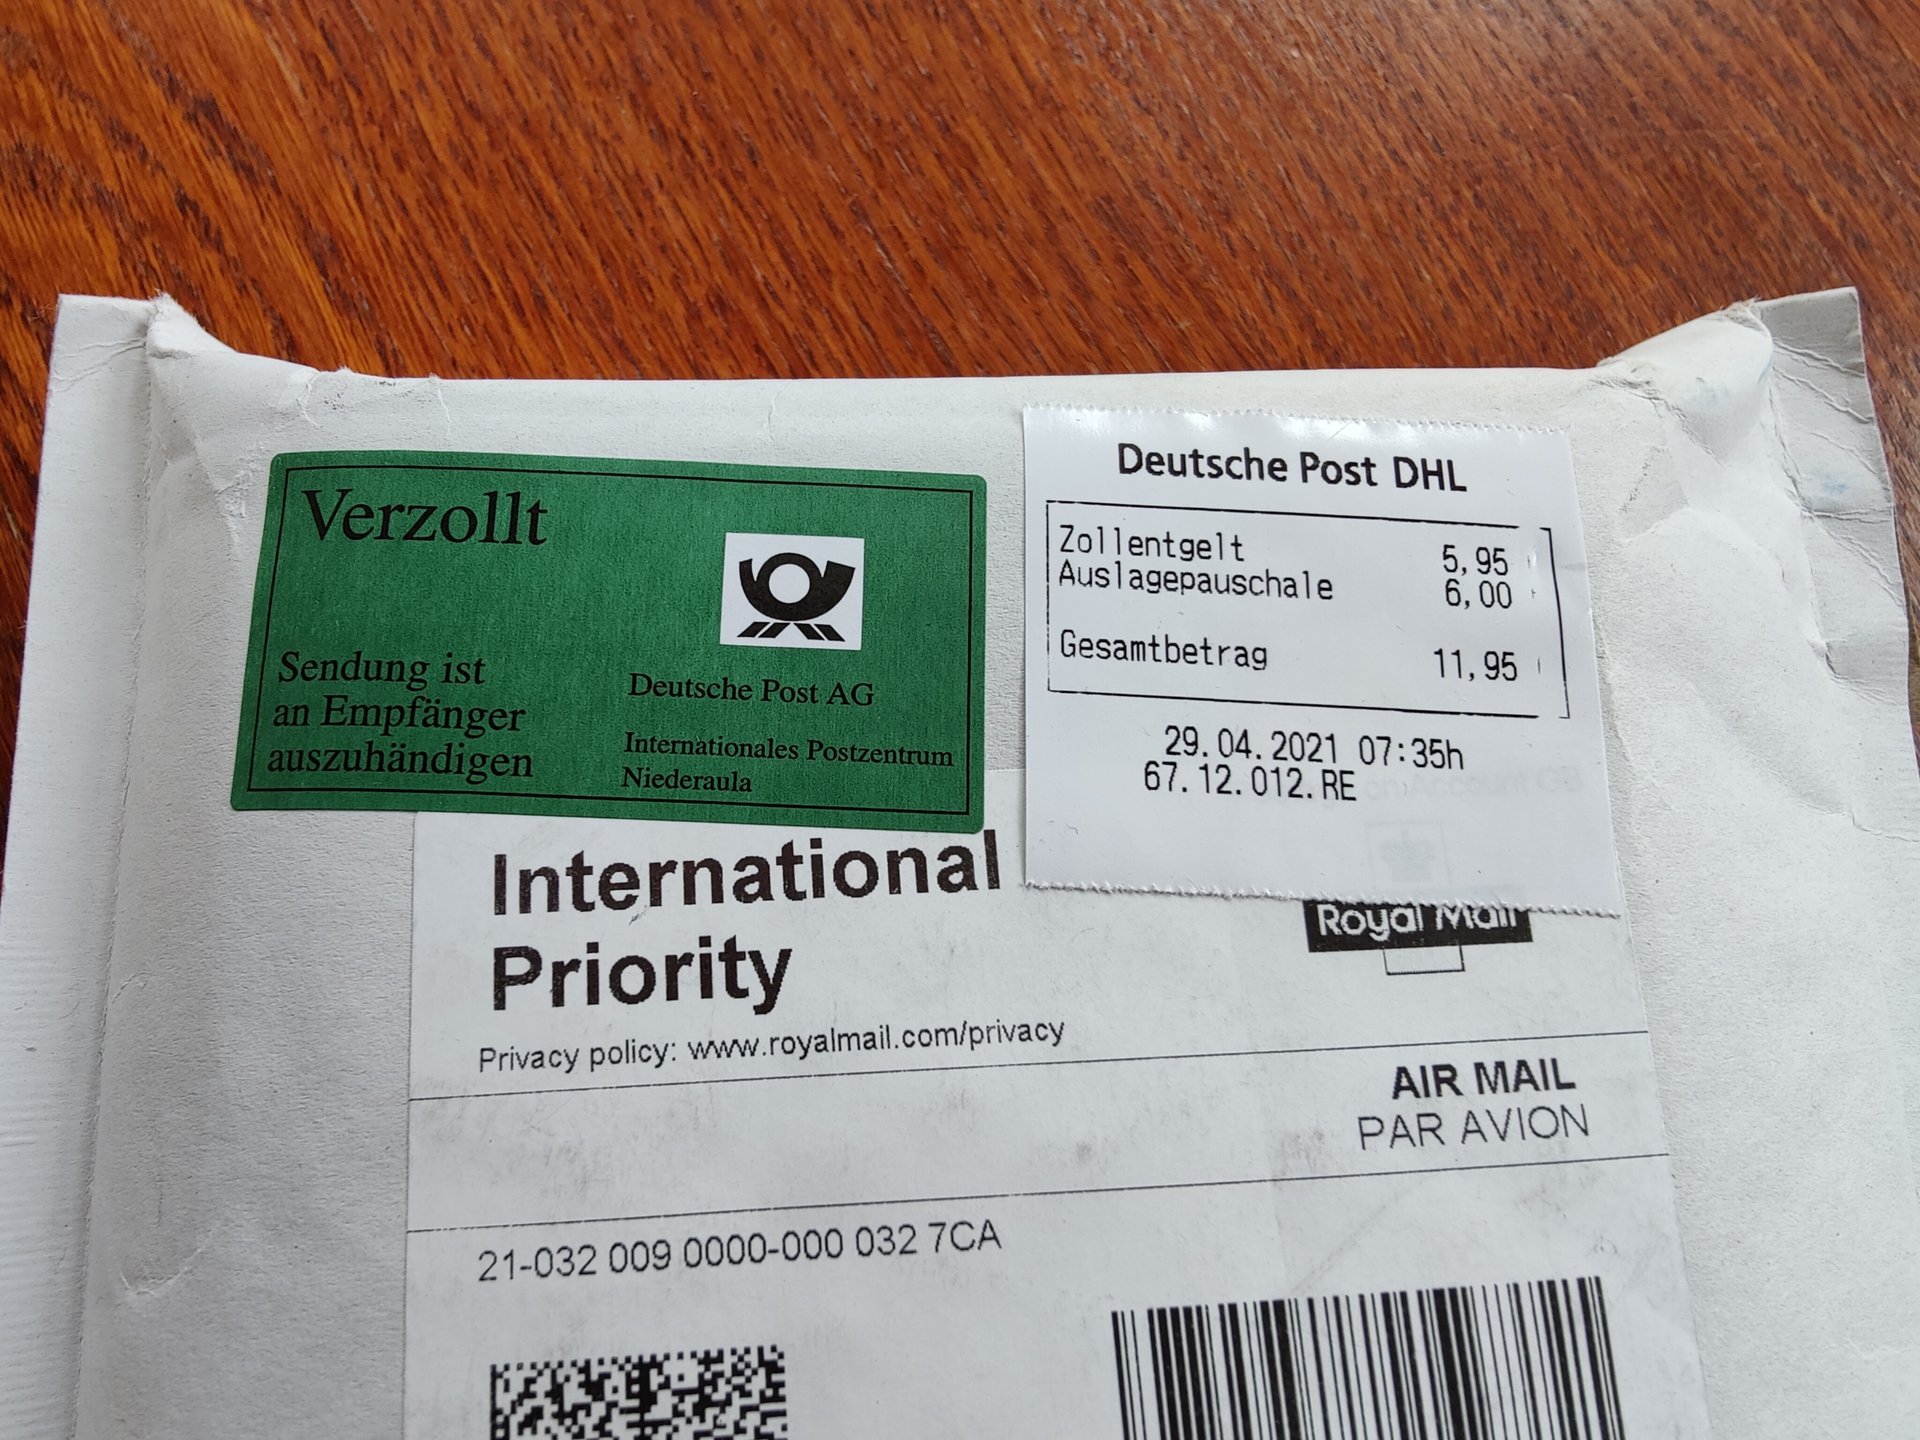 Verzollt
Sendung ist
an Empfänger
auszuhändigen
Deutsche Post AG
Internationales Postzentrum
Niederaula
Deutsche Post DHL
Zollentgelt 5,95
Auslagepauschale 6,00
Gesamtbetrag 11,95
29.04.2021 07:35h
67.12.012.RE
International
Priority
Royal Mail
Privacy policy: www.royalmail.com/privacy
AIR MAIL
PAR AVION
21-032 009 0000-000 032 7CA